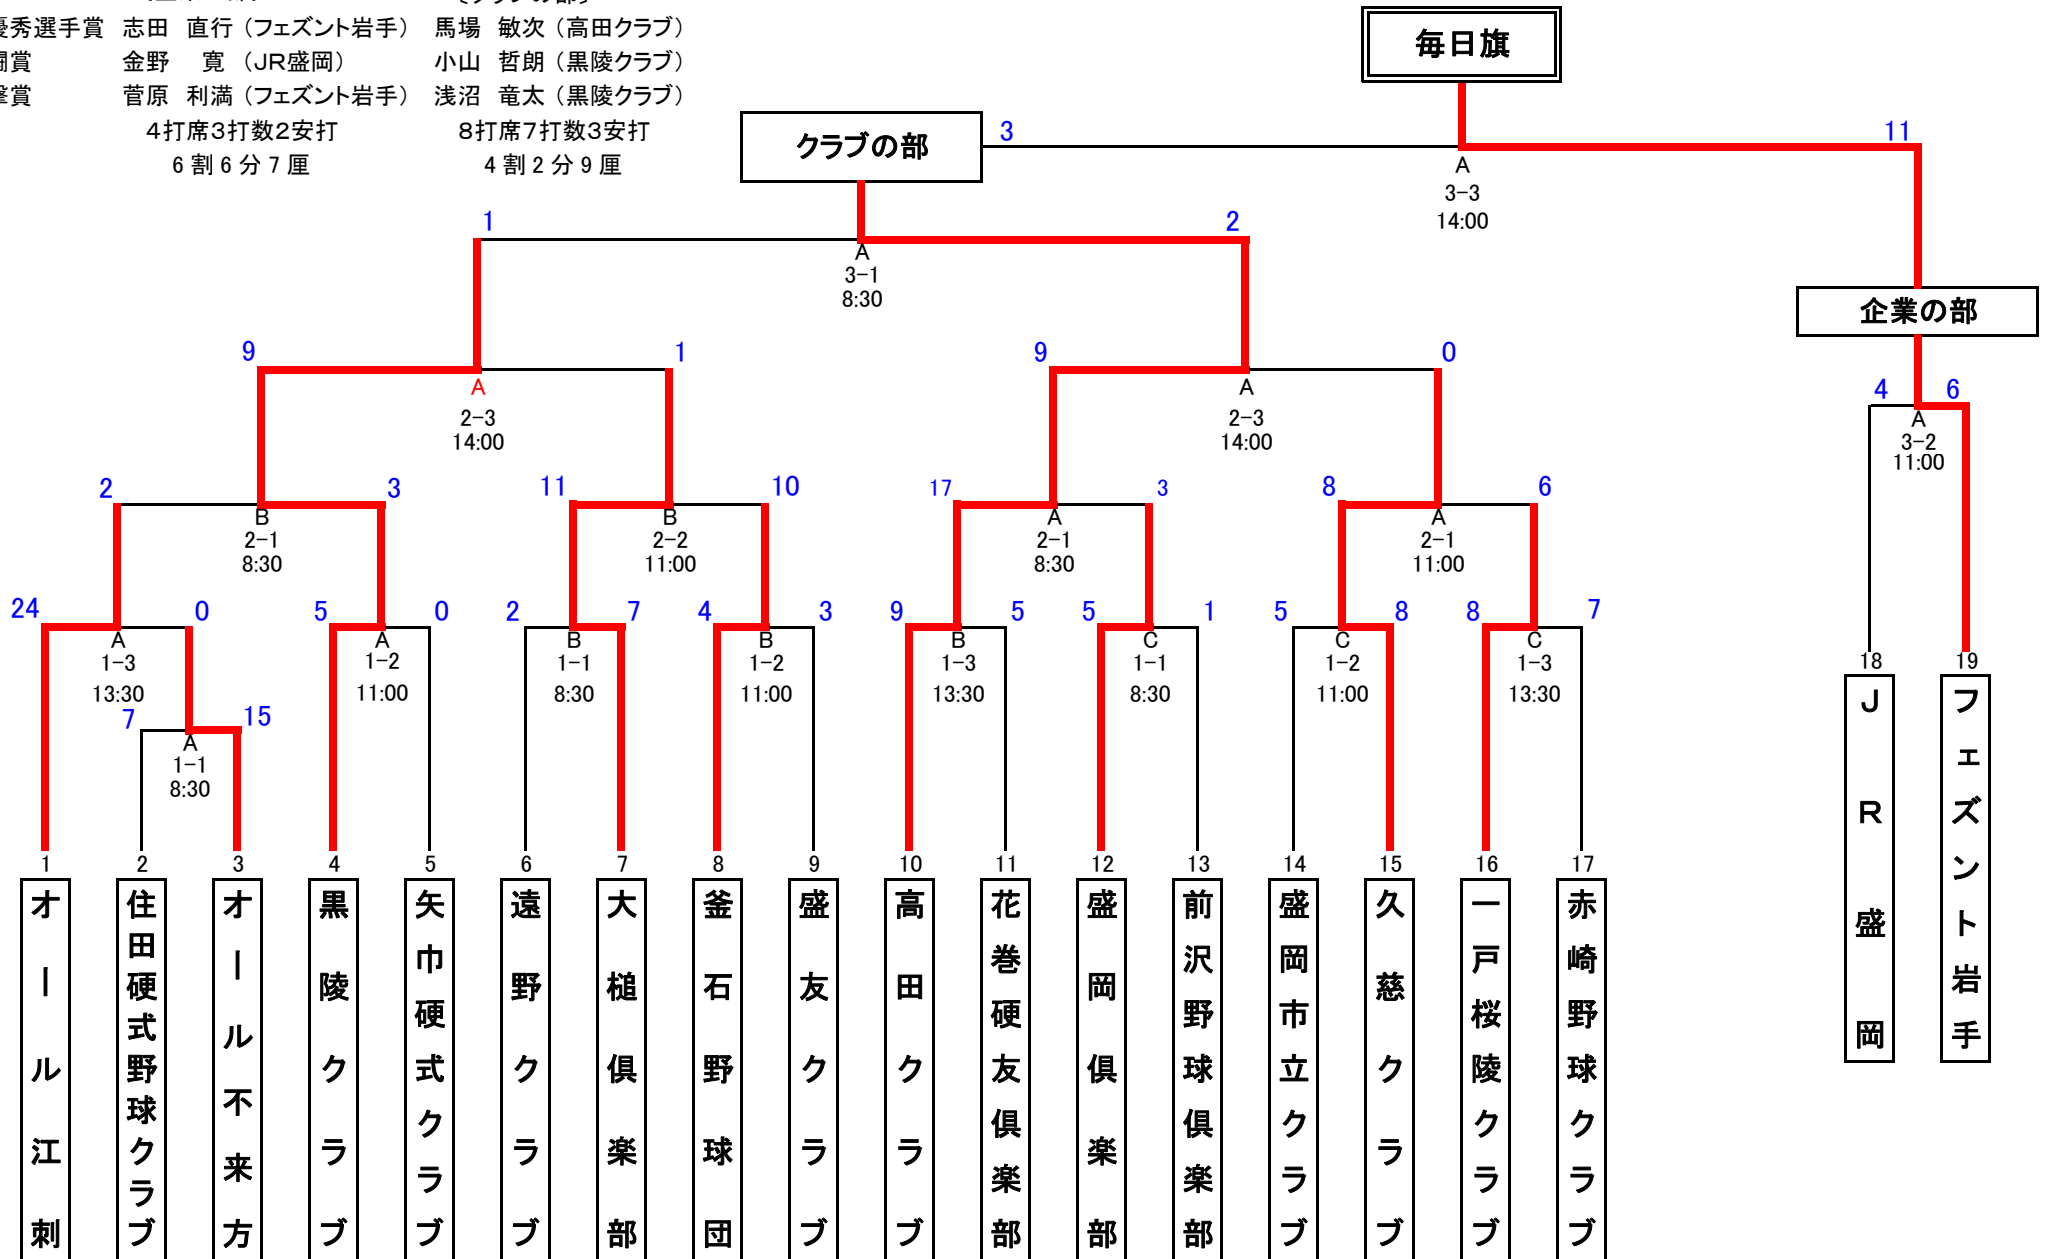 優秀選手賞 志田 直行（フェズント岩手） 馬場 敏次（高田クラブ）
闘賞 金野 寛（JR盛岡） 小山 哲朗（黒陵クラブ）
撃賞 菅原 利満（フェズント岩手） 浅沼 竜太（黒陵クラブ）
4打席3打数2安打 8打席7打数3安打
6割6分7厘 4割2分9厘
毎日旗
クラブの部
3 11
A
3-3
14:00
1 2
A
3-1
8:30
企業の部
9 1 9 0
A A
2-3 2-3
14:00 14:00
4 6
A
3-2
11:00
2 3 11 10 17 3 8 6
B B A A
2-1 2-2 2-1 2-1
8:30 11:00 8:30 11:00
24 0 5 0 2 7 4 3 9 5 5 1 5 8 8 7
A A B B B C C C
1-3 1-2 1-1 1-2 1-3 1-1 1-2 1-3
13:30 11:00 8:30 11:00 13:30 8:30 11:00 13:30
7 15
A
1-1
8:30
1 オール江刺
2 住田硬式野球クラブ
3 オール不来方
4 黒陵クラブ
5 矢巾硬式クラブ
6 遠野クラブ
7 大槌倶楽部
8 釜石野球団
9 盛友クラブ
10 高田クラブ
11 花巻硬友倶楽部
12 盛岡倶楽部
13 前沢野球倶楽部
14 盛岡市立クラブ
15 久慈クラブ
16 一戸桜陵クラブ
17 赤崎野球クラブ
18 JR盛岡
19 フェズント岩手